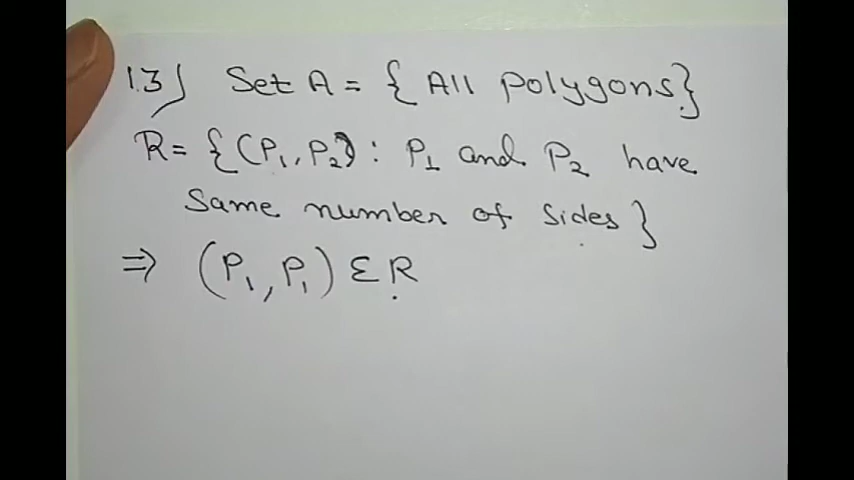 13) Set A = { All polygons}
R = {(P₁, P₂) : P₁ and P₂ have
same number of sides }
⇒ (P₁, P₁) ∈ R